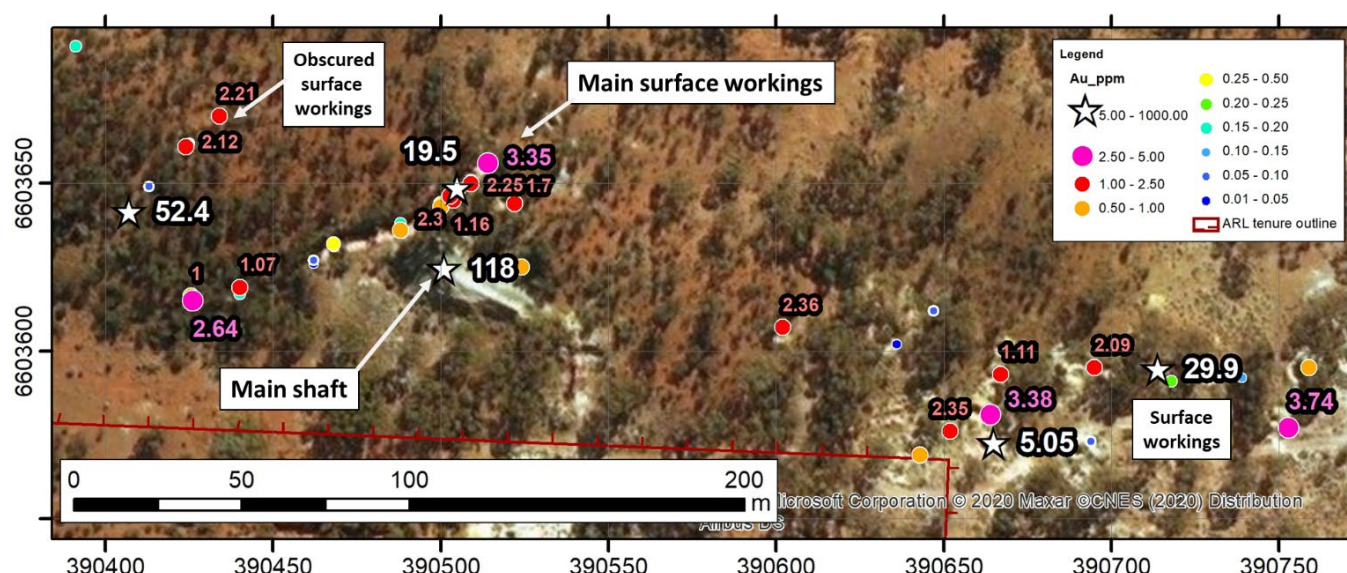 Obscured
surface
workings
Main surface workings
2.21
2.12
19.5
3.35
2.25
1.7
52.4
2.3
1.16
118
1
1.07
2.64
Main shaft
2.36
1.11
2.09
29.9
3.38
2.35
5.05
3.74
Surface
workings
Legend
Au_ppm
5.00 - 1000.00
2.50 - 5.00
1.00 - 2.50
0.50 - 1.00
0.25 - 0.50
0.20 - 0.25
0.15 - 0.20
0.10 - 0.15
0.05 - 0.10
0.01 - 0.05
ARL tenure outline
6603650
6603600
0 50 100 200
m
Corporation © 2020 Maxar ©CNES (2020) Distribution
390400 390450 390500 390550 390600 390650 390700 390750